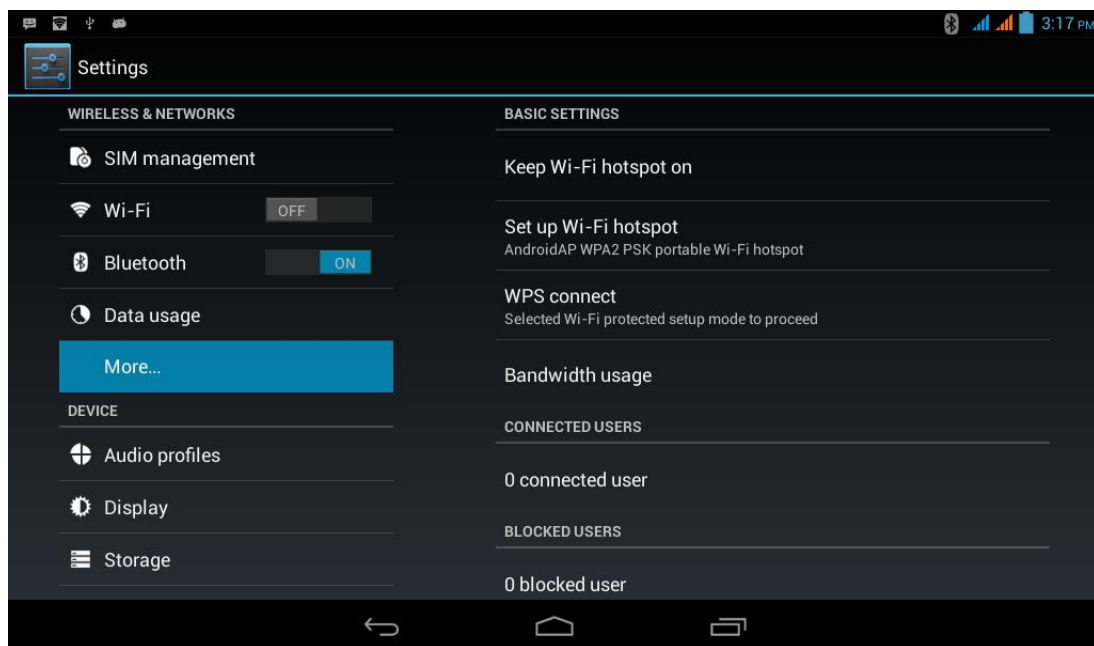 3:17 PM
Settings
WIRELESS & NETWORKS
SIM management
Wi-Fi
OFF
Bluetooth
ON
Data usage
More...
DEVICE
Audio profiles
Display
Storage
BASIC SETTINGS
Keep Wi-Fi hotspot on
Set up Wi-Fi hotspot
AndroidAP WPA2 PSK portable Wi-Fi hotspot
WPS connect
Selected Wi-Fi protected setup mode to proceed
Bandwidth usage
CONNECTED USERS
0 connected user
BLOCKED USERS
0 blocked user